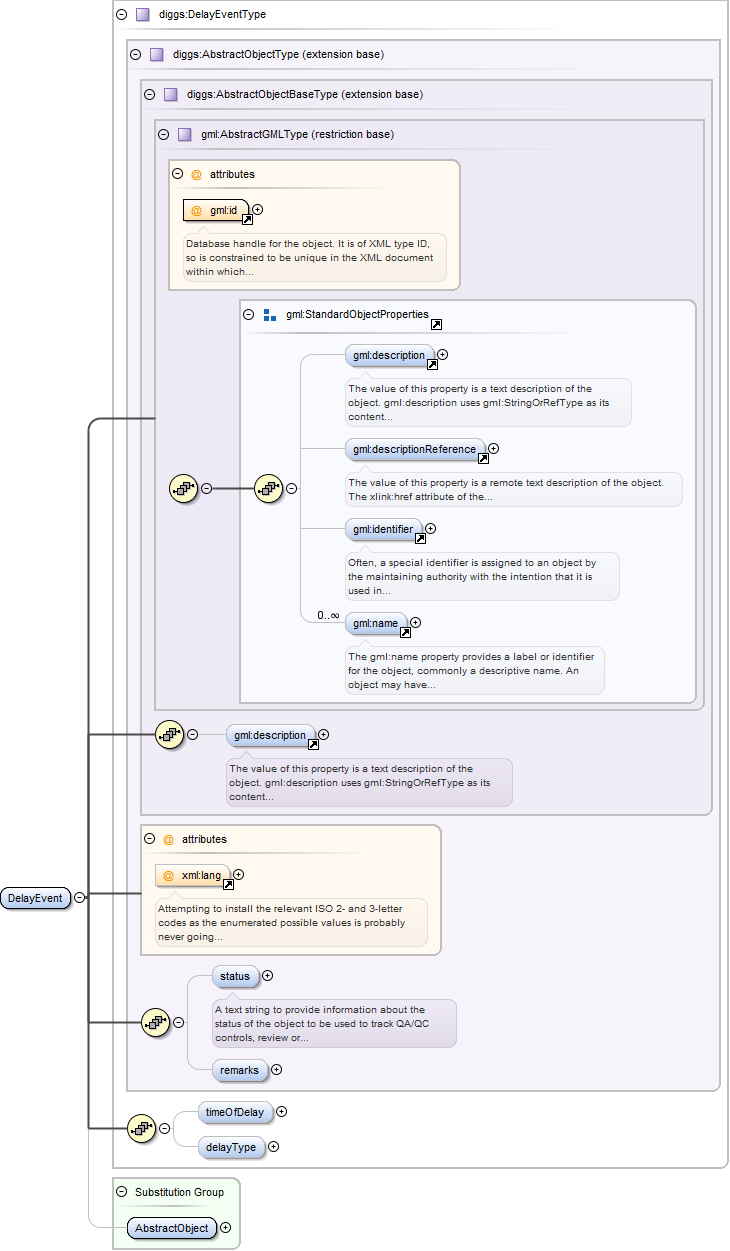 diggs:DelayEventType
diggs:AbstractObjectType (extension base)
diggs:AbstractObjectBaseType (extension base)
gml:AbstractGMLType (restriction base)
@ attributes
@ gml:id
Database handle for the object. It is of XML type ID,
so is constrained to be unique in the XML document
within which...
gml:StandardObjectProperties
gml:description
The value of this property is a text description of the
object. gml:description uses gml:StringOrRefType as its
content...
gml:descriptionReference
The value of this property is a remote text description of the object.
The xlink:href attribute of the...
gml:identifier
Often, a special identifier is assigned to an object by
the maintaining authority with the intention that it is
used in...
0..∞
gml:name
The gml:name property provides a label or identifier
for the object, commonly a descriptive name. An
object may have...
gml:description
The value of this property is a text description of the
object. gml:description uses gml:StringOrRefType as its
content...
@ attributes
@ xml:lang
Attempting to install the relevant ISO 2- and 3-letter
codes as the enumerated possible values is probably
never going...
DelayEvent
status
A text string to provide information about the
status of the object to be used to track QA/QC
controls, review or...
remarks
timeOfDelay
delayType
Substitution Group
AbstractObject